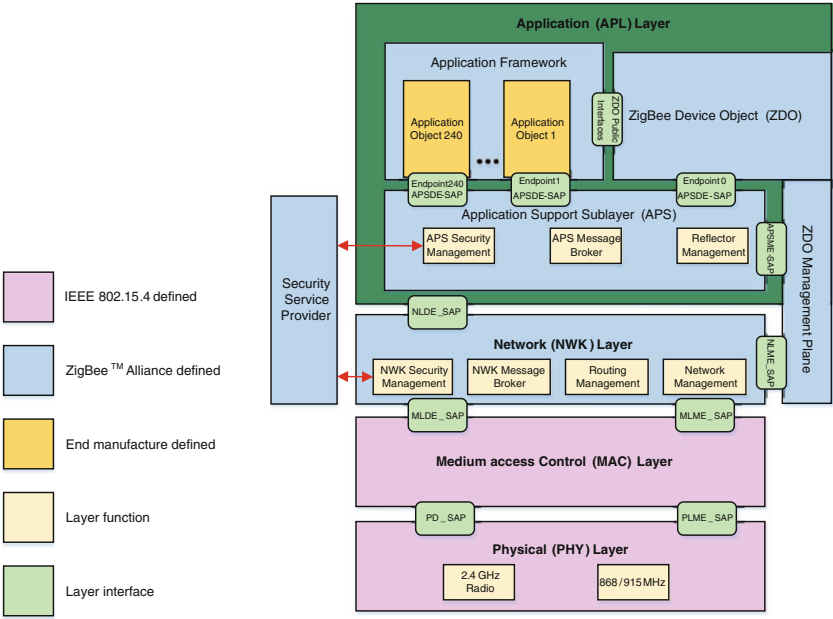 Application (APL) Layer
Application Framework
Application
Object 240
Application
Object 1
ZDO Public
Interfaces
ZigBee Device Object (ZDO)
Endpoint240
APSDE-SAP
Endpoint1
APSDE-SAP
Endpoint 0
APSDE-SAP
Application Support Sublayer (APS)
APS Security
Management
APS Message
Broker
Reflector
Management
APSME-SAP
ZDO Management Plane
Security
Service
Provider
NLDE_SAP
Network (NWK) Layer
NWK Security
Management
NWK Message
Broker
Routing
Management
Network
Management
NLME_SAP
MLDE_SAP
MLME_SAP
Medium access Control (MAC) Layer
PD_SAP
PLME_SAP
Physical (PHY) Layer
2.4 GHz
Radio
868/915 MHz
IEEE 802.15.4 defined
ZigBee™ Alliance defined
End manufacture defined
Layer function
Layer interface